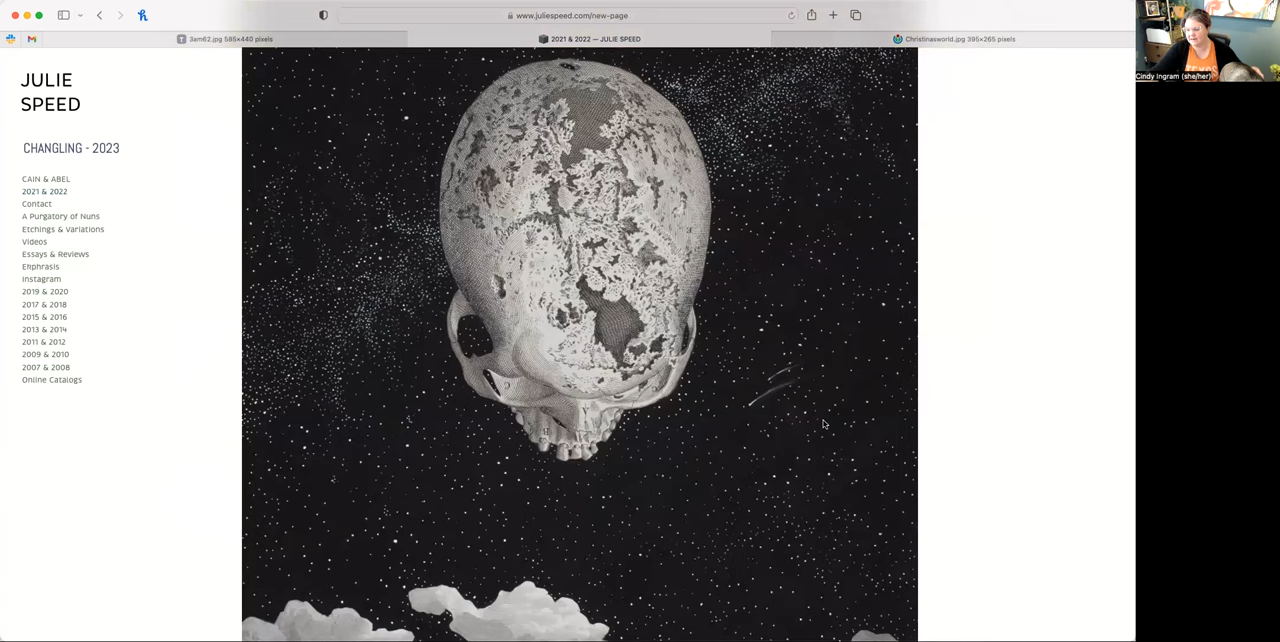 www.juliespeed.com/new-page
3am62.jpg 585×440 pixels
2021 & 2022 — JULIE SPEED
Christinasworld.jpg 395×265 pixels
JULIE
SPEED
CHANGLING - 2023
CAIN & ABEL
2021 & 2022
Contact
A Purgatory of Nuns
Etchings & Variations
Videos
Essays & Reviews
Ekphrasis
Instagram
2019 & 2020
2017 & 2018
2015 & 2016
2013 & 2014
2011 & 2012
2009 & 2010
2007 & 2008
Online Catalogs
Cindy Ingram (she/her)